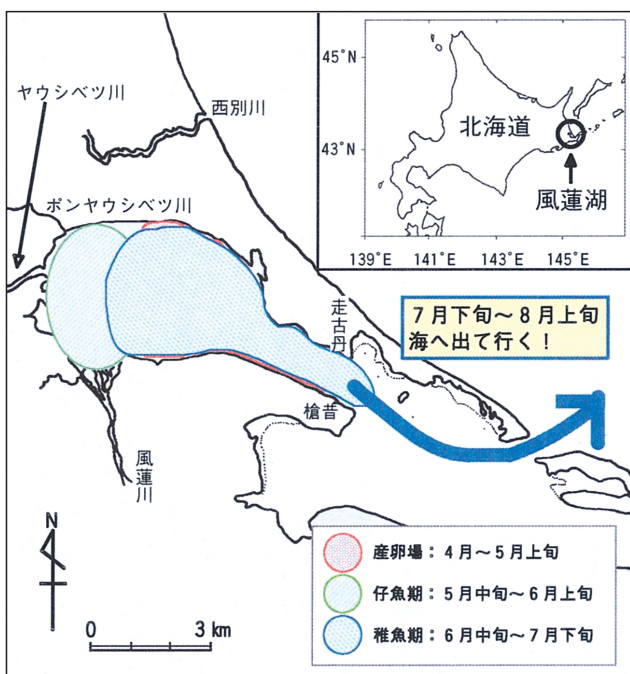 ヤウシベツ川
西別川
ポンヤウシベツ川
45°N
43°N
北海道
風蓮湖
139°E
141°E
143°E
145°E
走古丹
7月下旬~8月上旬
海へ出て行く!
槍昔
風蓮川
N
0
3 km
産卵場:4月~5月上旬
仔魚期:5月中旬~6月上旬
稚魚期:6月中旬~7月下旬